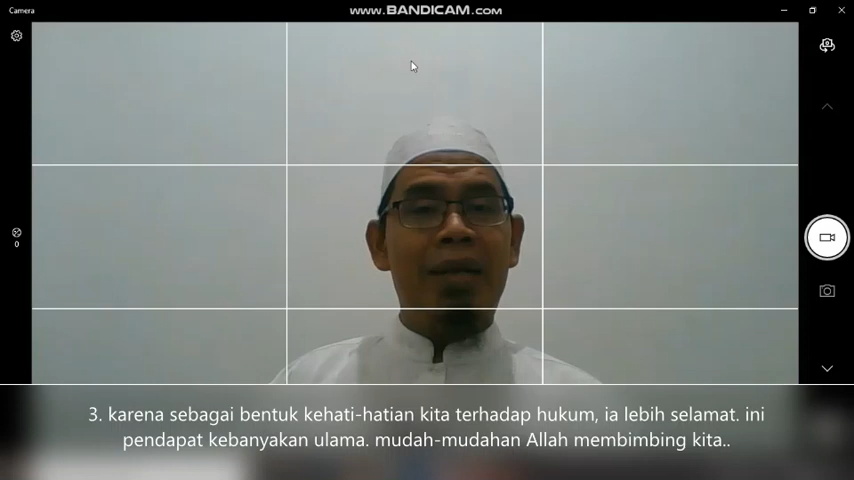 Camera
www.BANDICAM.com
0
3. karena sebagai bentuk kehati-hatian kita terhadap hukum, ia lebih selamat. ini
pendapat kebanyakan ulama. mudah-mudahan Allah membimbing kita..